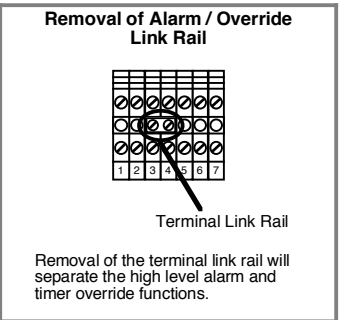 Removal of Alarm / Override
Link Rail
1 2 3 4 5 6 7
Terminal Link Rail
Removal of the terminal link rail will
separate the high level alarm and
timer override functions.